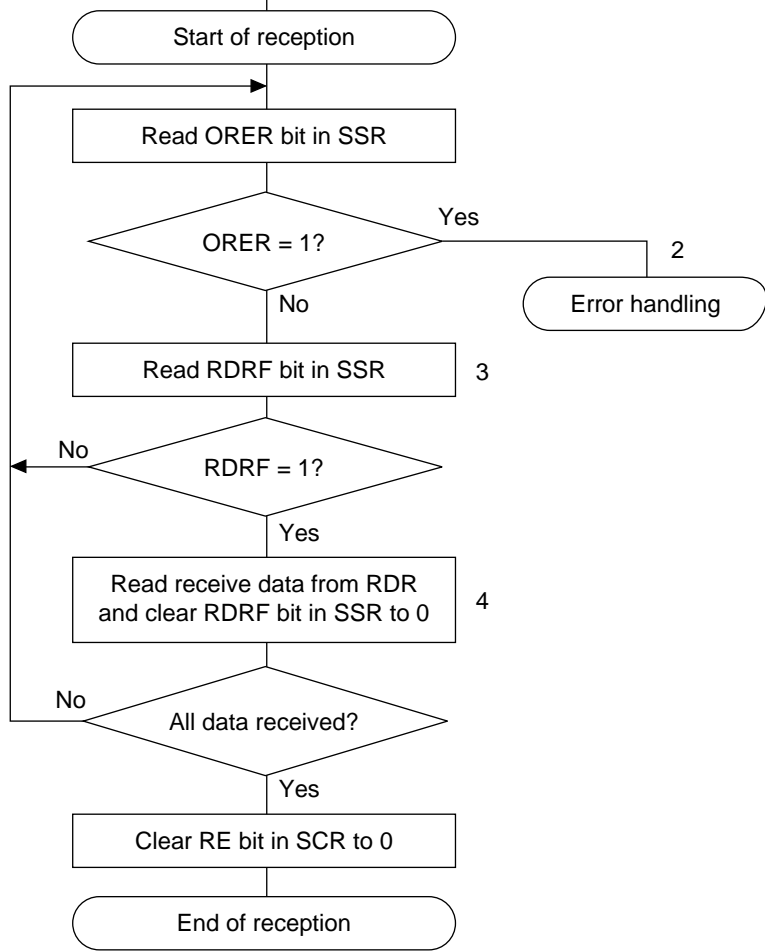 Start of reception
Read ORER bit in SSR
Yes
ORER = 1?
2
Error handling
No
Read RDRF bit in SSR
3
No
RDRF = 1?
Yes
Read receive data from RDR
and clear RDRF bit in SSR to 0
4
No
All data received?
Yes
Clear RE bit in SCR to 0
End of reception